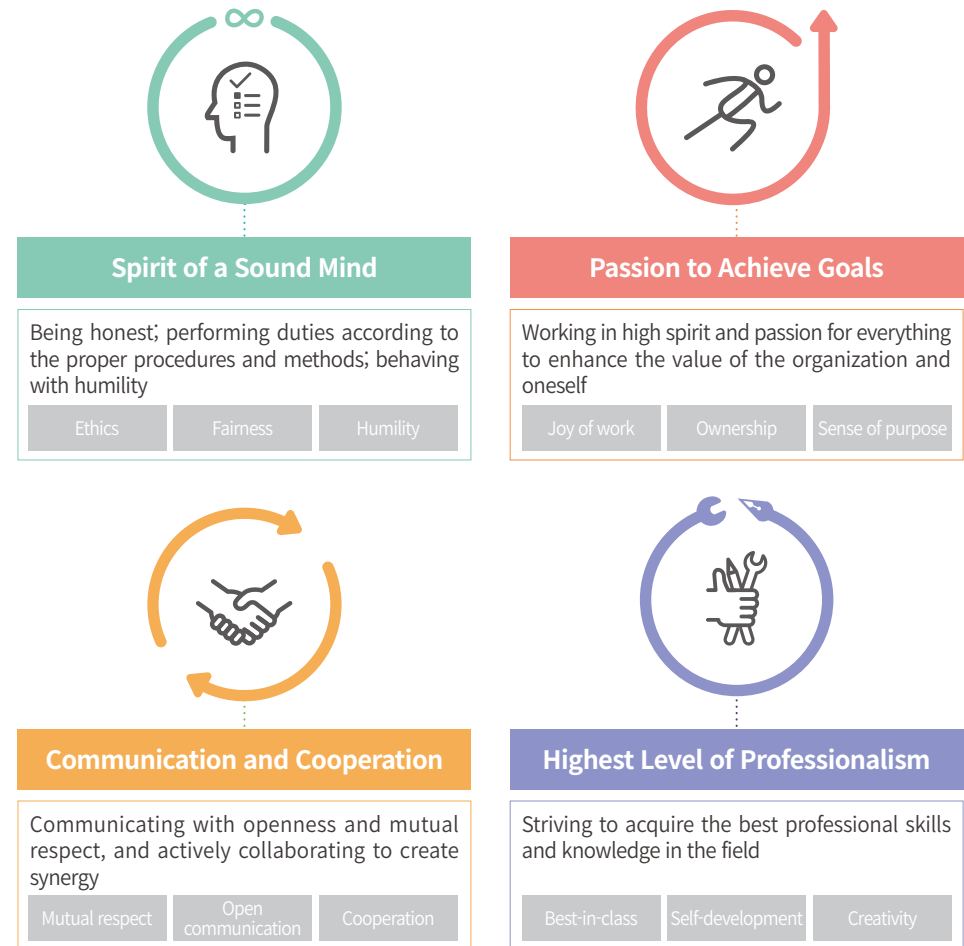 Spirit of a Sound Mind
Being honest; performing duties according to
the proper procedures and methods; behaving
with humility
Ethics
Fairness
Humility
Passion to Achieve Goals
Working in high spirit and passion for everything
to enhance the value of the organization and
oneself
Joy of work
Ownership
Sense of purpose
Communication and Cooperation
Communicating with openness and mutual
respect, and actively collaborating to create
synergy
Mutual respect
Open
communication
Cooperation
Highest Level of Professionalism
Striving to acquire the best professional skills
and knowledge in the field
Best-in-class
Self-development
Creativity